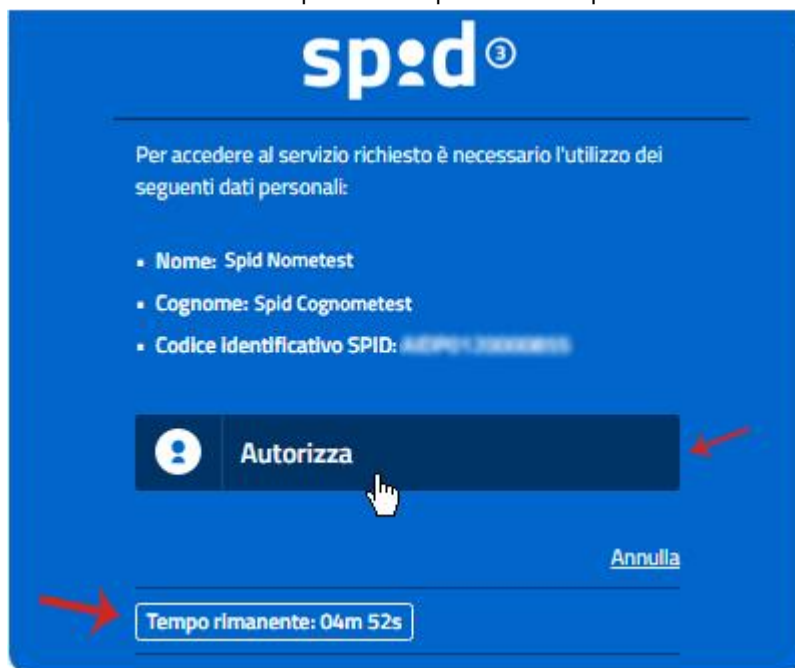 spid 3
Per accedere al servizio richiesto è necessario l'utilizzo dei
seguenti dati personali:
Nome: Spid Nometest
Cognome: Spid Cognometest
Codice identificativo SPID:
Autorizza
Annulla
Tempo rimanente: 04m 52s